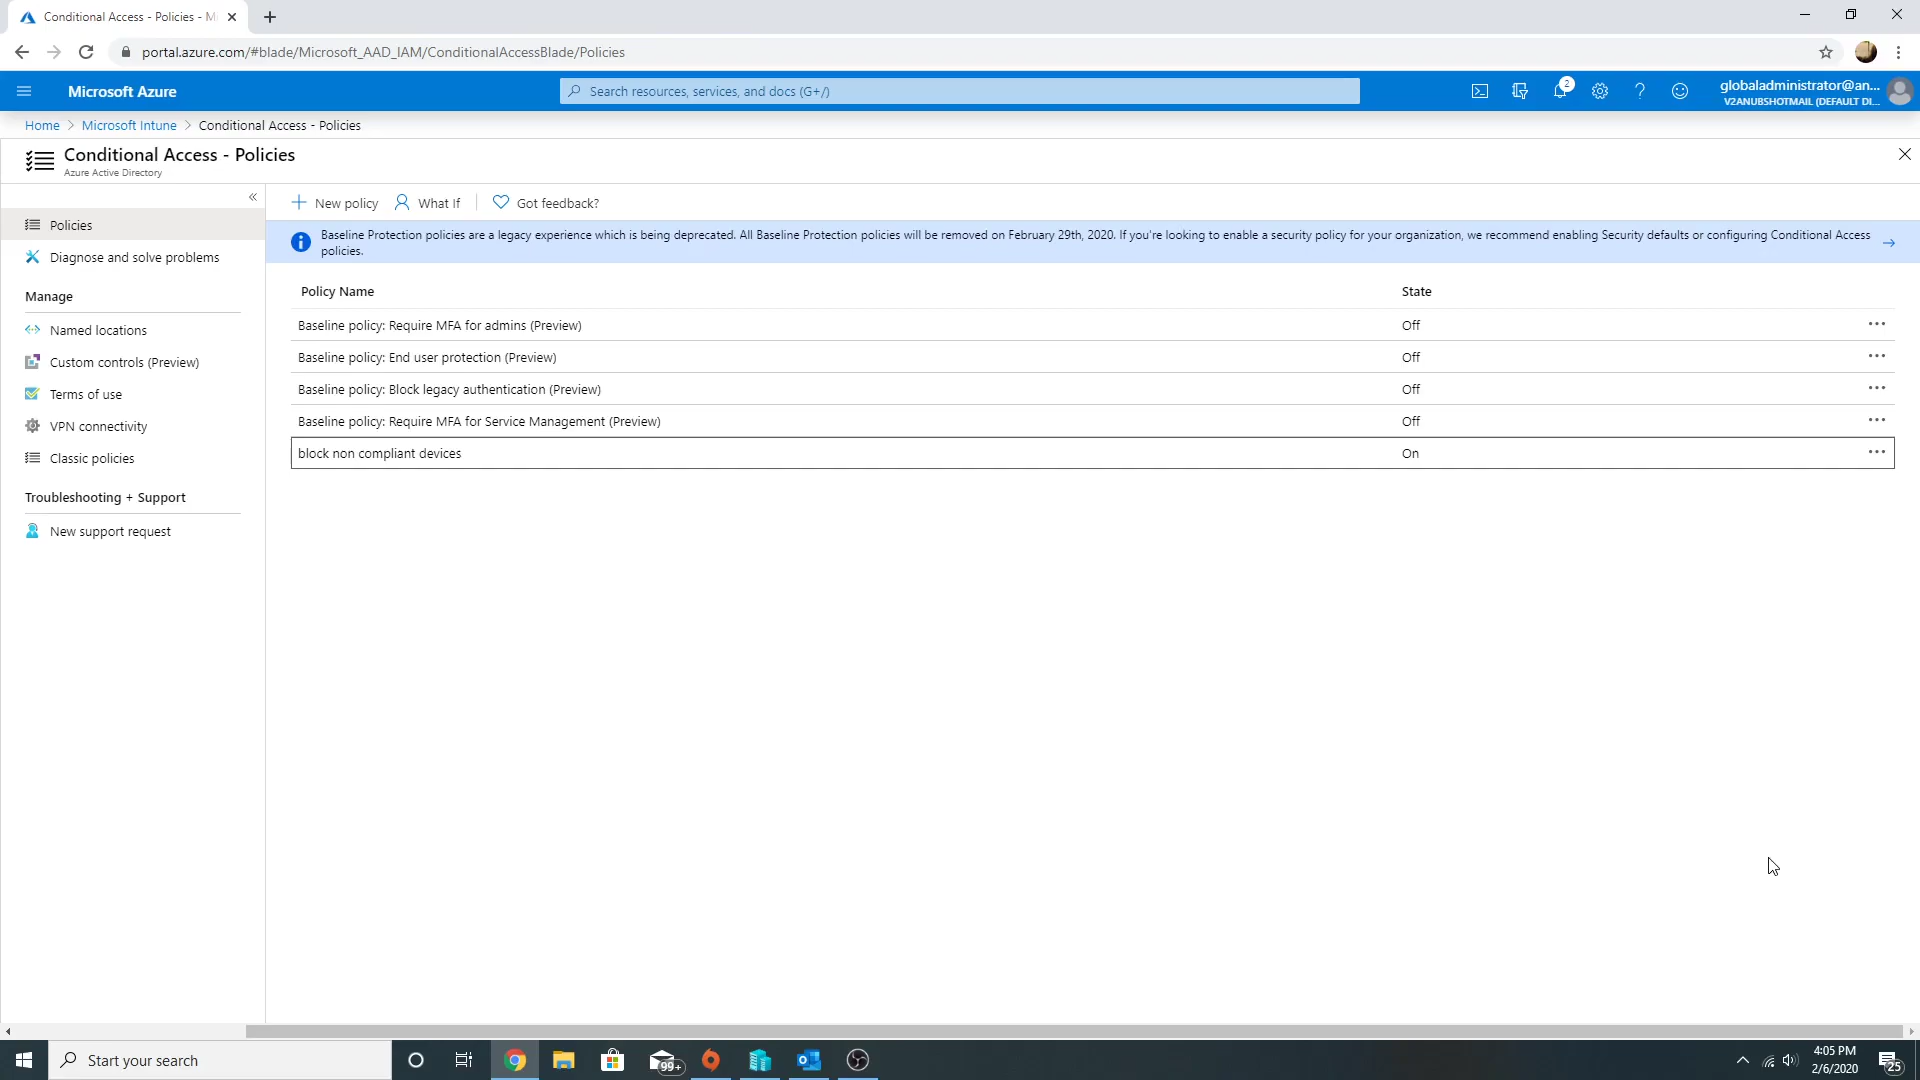 Conditional Access - Policies - M
portal.azure.com/#blade/Microsoft_AAD_IAM/ConditionalAccessBlade/Policies
Microsoft Azure
Search resources, services, and docs (G+/)
2
globaladministrator@an...
V2ANUBSHOTMAIL (DEFAULT DI...
Home > Microsoft Intune > Conditional Access - Policies
Conditional Access - Policies
Azure Active Directory
«
Policies
Diagnose and solve problems
Manage
Named locations
Custom controls (Preview)
Terms of use
VPN connectivity
Classic policies
Troubleshooting + Support
New support request
New policy What If Got feedback?
Baseline Protection policies are a legacy experience which is being deprecated. All Baseline Protection policies will be removed on February 29th, 2020. If you're looking to enable a security policy for your organization, we recommend enabling Security defaults or configuring Conditional Access
policies.
Policy Name State
Baseline policy: Require MFA for admins (Preview) Off
Baseline policy: End user protection (Preview) Off
Baseline policy: Block legacy authentication (Preview) Off
Baseline policy: Require MFA for Service Management (Preview) Off
block non compliant devices On
Start your search
99+
4:05 PM
2/6/2020
25